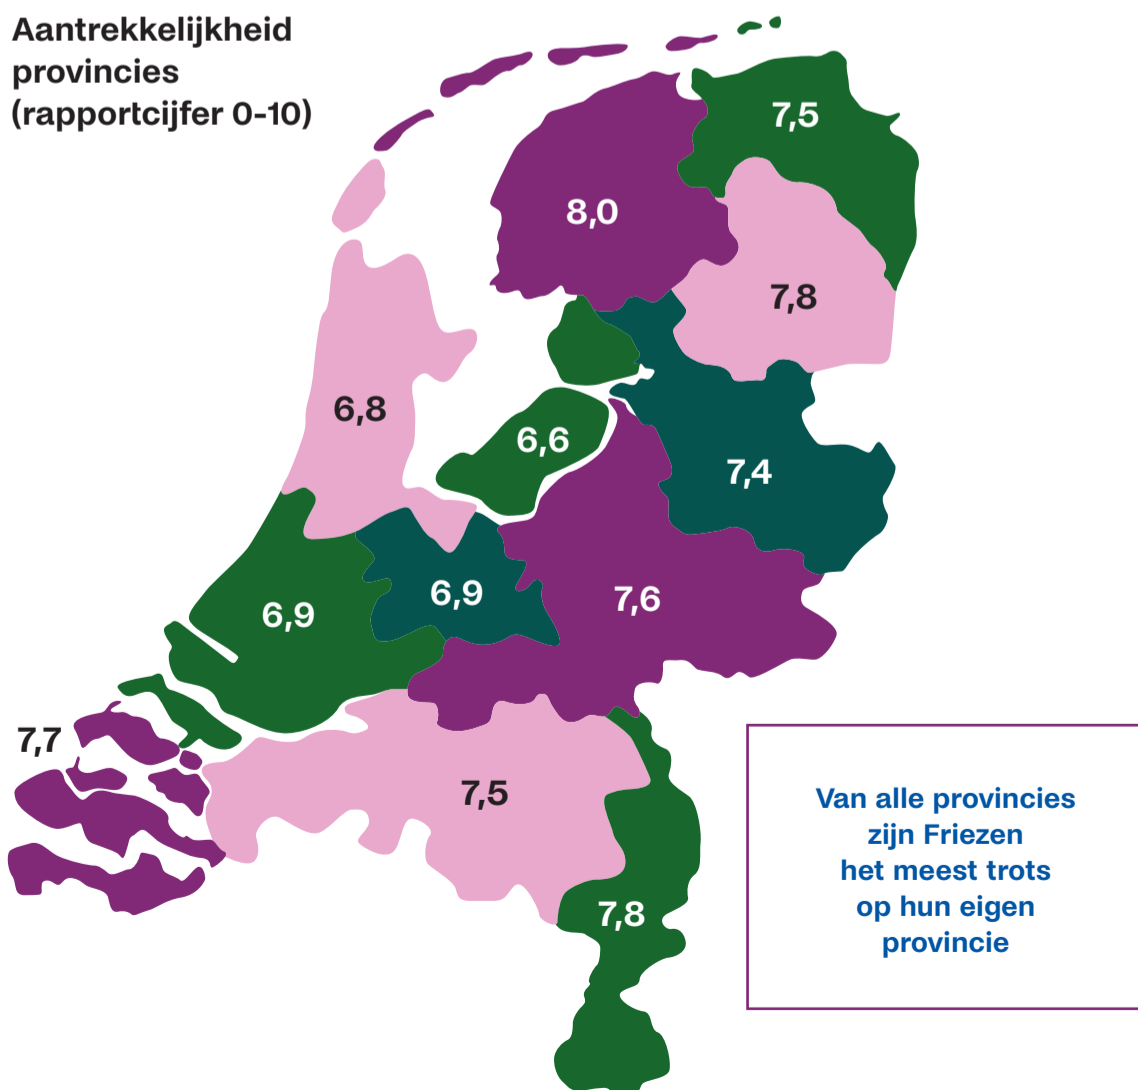 Aantrekkelijkheid
provincies
(rapportcijfer 0-10)
7,5
8,0
7,8
6,8
6,6
7,4
6,9
6,9
7,6
7,7
7,5
7,8
Van alle provincies
zijn Friezen
het meest trots
op hun eigen
provincie